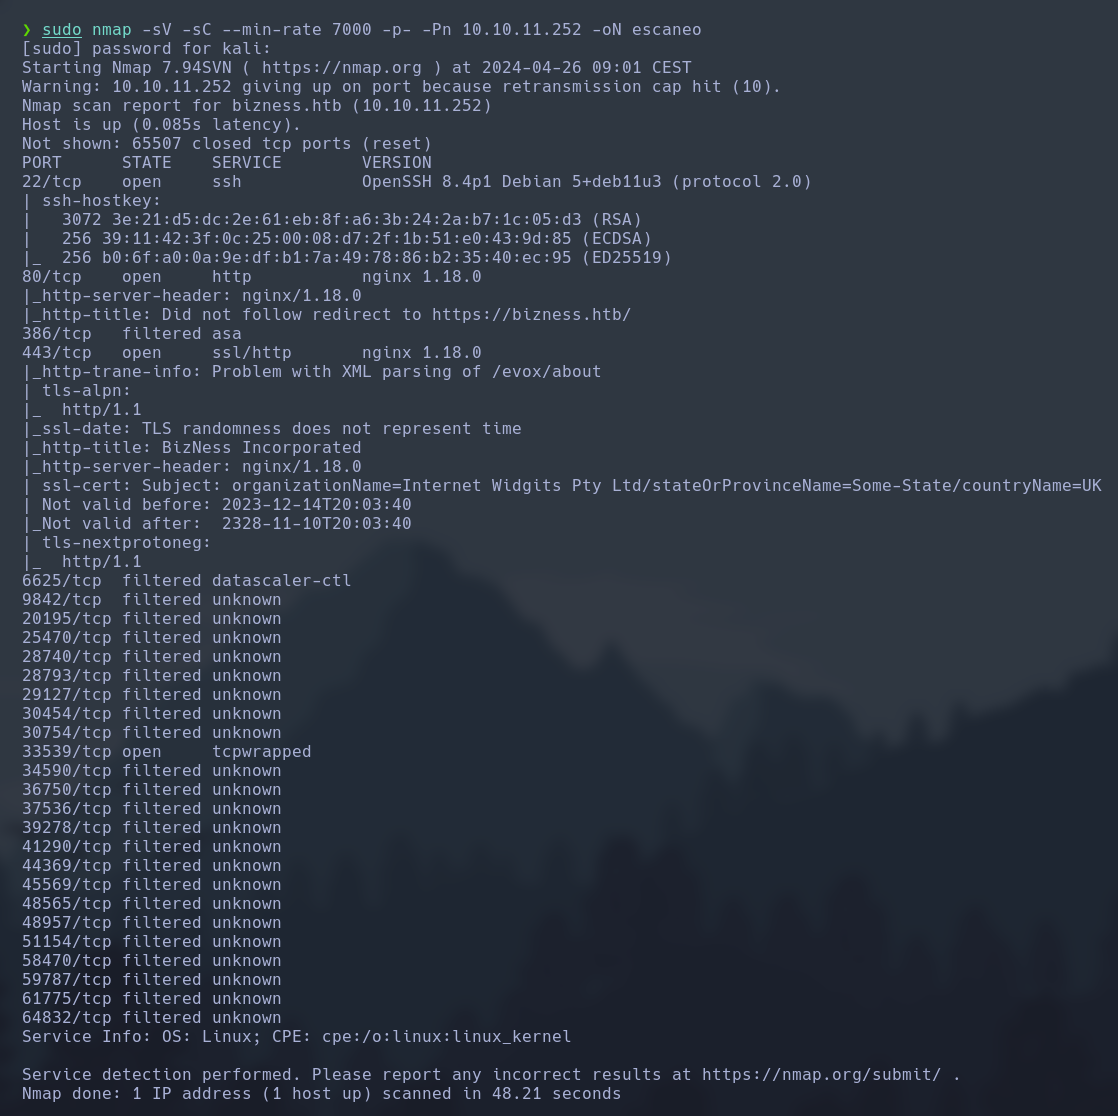 ❯ sudo nmap -sV -sC --min-rate 7000 -p- -Pn 10.10.11.252 -oN escaneo
[sudo] password for kali:
Starting Nmap 7.94SVN ( https://nmap.org ) at 2024-04-26 09:01 CEST
Warning: 10.10.11.252 giving up on port because retransmission cap hit (10).
Nmap scan report for bizness.htb (10.10.11.252)
Host is up (0.085s latency).
Not shown: 65507 closed tcp ports (reset)
PORT      STATE    SERVICE        VERSION
22/tcp    open     ssh            OpenSSH 8.4p1 Debian 5+deb11u3 (protocol 2.0)
| ssh-hostkey:
|   3072 3e:21:d5:dc:2e:61:eb:8f:a6:3b:24:2a:b7:1c:05:d3 (RSA)
|   256 39:11:42:3f:0c:25:00:08:d7:2f:1b:51:e0:43:9d:85 (ECDSA)
|_  256 b0:6f:a0:0a:9e:df:b1:7a:49:78:86:b2:35:40:ec:95 (ED25519)
80/tcp    open     http           nginx 1.18.0
|_http-server-header: nginx/1.18.0
|_http-title: Did not follow redirect to https://bizness.htb/
386/tcp   filtered asa
443/tcp   open     ssl/http       nginx 1.18.0
|_http-trane-info: Problem with XML parsing of /evox/about
| tls-alpn:
|_  http/1.1
|_ssl-date: TLS randomness does not represent time
|_http-title: BizNess Incorporated
|_http-server-header: nginx/1.18.0
| ssl-cert: Subject: organizationName=Internet Widgits Pty Ltd/stateOrProvinceName=Some-State/countryName=UK
| Not valid before: 2023-12-14T20:03:40
|_Not valid after:  2328-11-10T20:03:40
| tls-nextprotoneg:
|_  http/1.1
6625/tcp  filtered datascaler-ctl
9842/tcp  filtered unknown
20195/tcp filtered unknown
25470/tcp filtered unknown
28740/tcp filtered unknown
28793/tcp filtered unknown
29127/tcp filtered unknown
30454/tcp filtered unknown
30754/tcp filtered unknown
33539/tcp open     tcpwrapped
34590/tcp filtered unknown
36750/tcp filtered unknown
37536/tcp filtered unknown
39278/tcp filtered unknown
41290/tcp filtered unknown
44369/tcp filtered unknown
45569/tcp filtered unknown
48565/tcp filtered unknown
48957/tcp filtered unknown
51154/tcp filtered unknown
58470/tcp filtered unknown
59787/tcp filtered unknown
61775/tcp filtered unknown
64832/tcp filtered unknown
Service Info: OS: Linux; CPE: cpe:/o:linux:linux_kernel

Service detection performed. Please report any incorrect results at https://nmap.org/submit/ .
Nmap done: 1 IP address (1 host up) scanned in 48.21 seconds